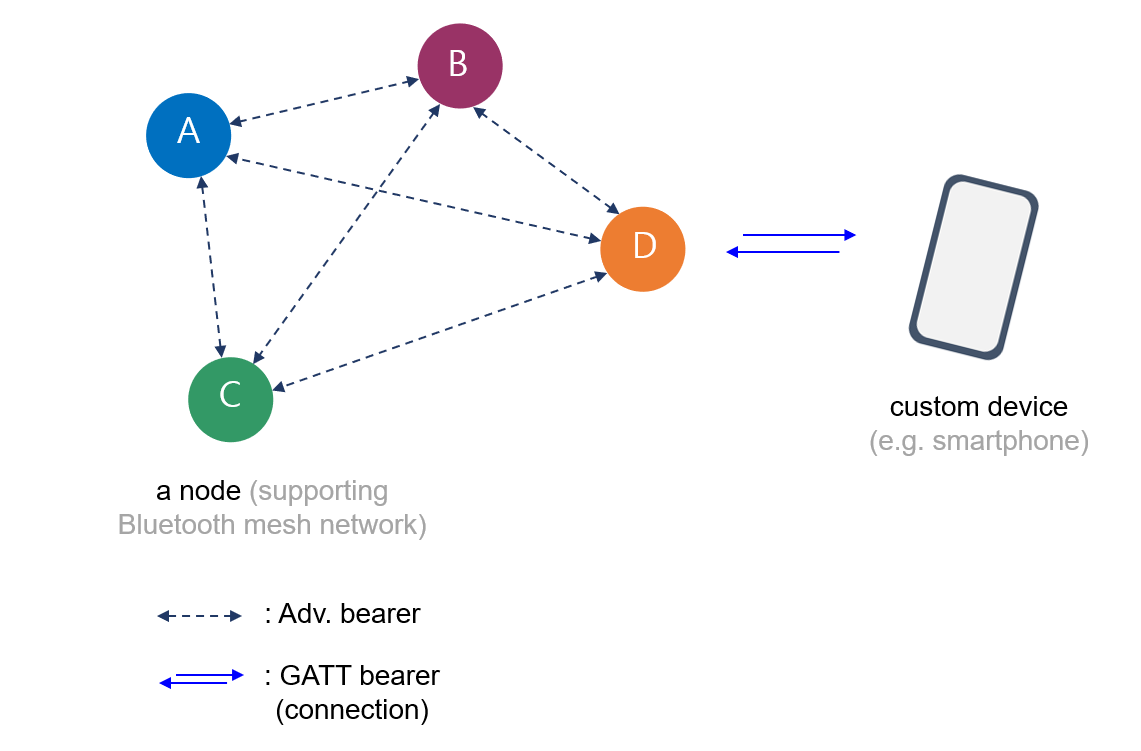 B
A
D
C
custom device
(e.g. smartphone)
a node (supporting
Bluetooth mesh network)
: Adv. bearer
: GATT bearer
(connection)